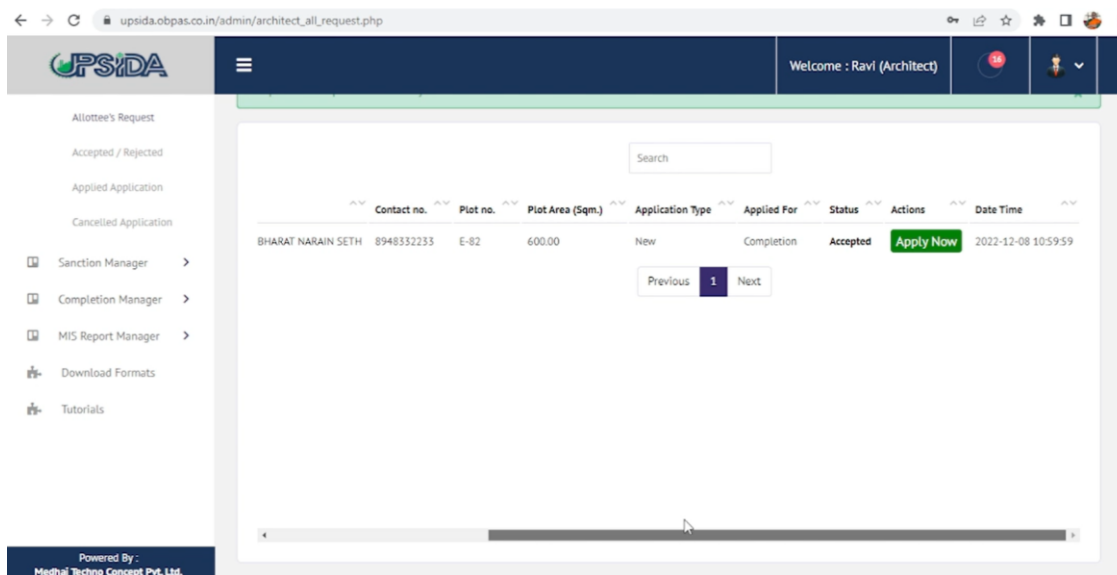 upsida.obpas.co.in/admin/architect_all_request.php
UPSIDA
Welcome : Ravi (Architect)
16
Allottee's Request
Accepted / Rejected
Applied Application
Cancelled Application
Sanction Manager
Completion Manager
MIS Report Manager
Download Formats
Tutorials
Search
Contact no. Plot no. Plot Area (Sqm.) Application Type Applied For Status Actions Date Time
BHARAT NARAIN SETH 8948332233 E-82 600.00 New Completion Accepted Apply Now 2022-12-08 10:59:59
Previous 1 Next
Powered By :
Medhaj Techno Concept Pvt. Ltd.